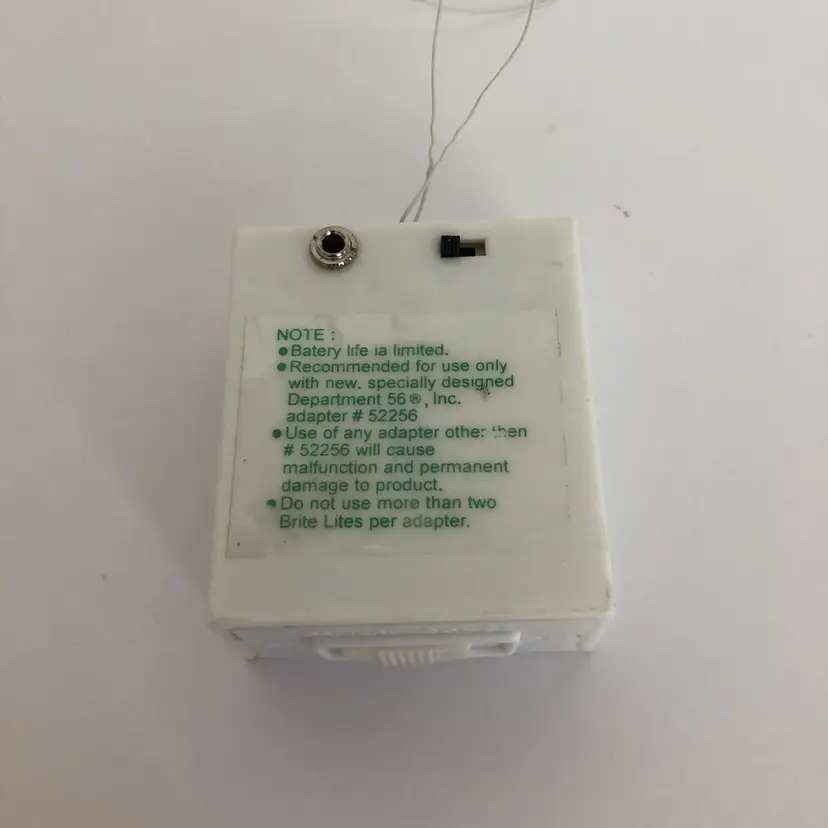 NOTE :
● Batery life ia limited.
● Recommended for use only
with new, specially designed
Department 56®, Inc.
adapter # 52256
● Use of any adapter other then
# 52256 will cause
malfunction and permanent
damage to product.
● Do not use more than two
Brite Lites per adapter.